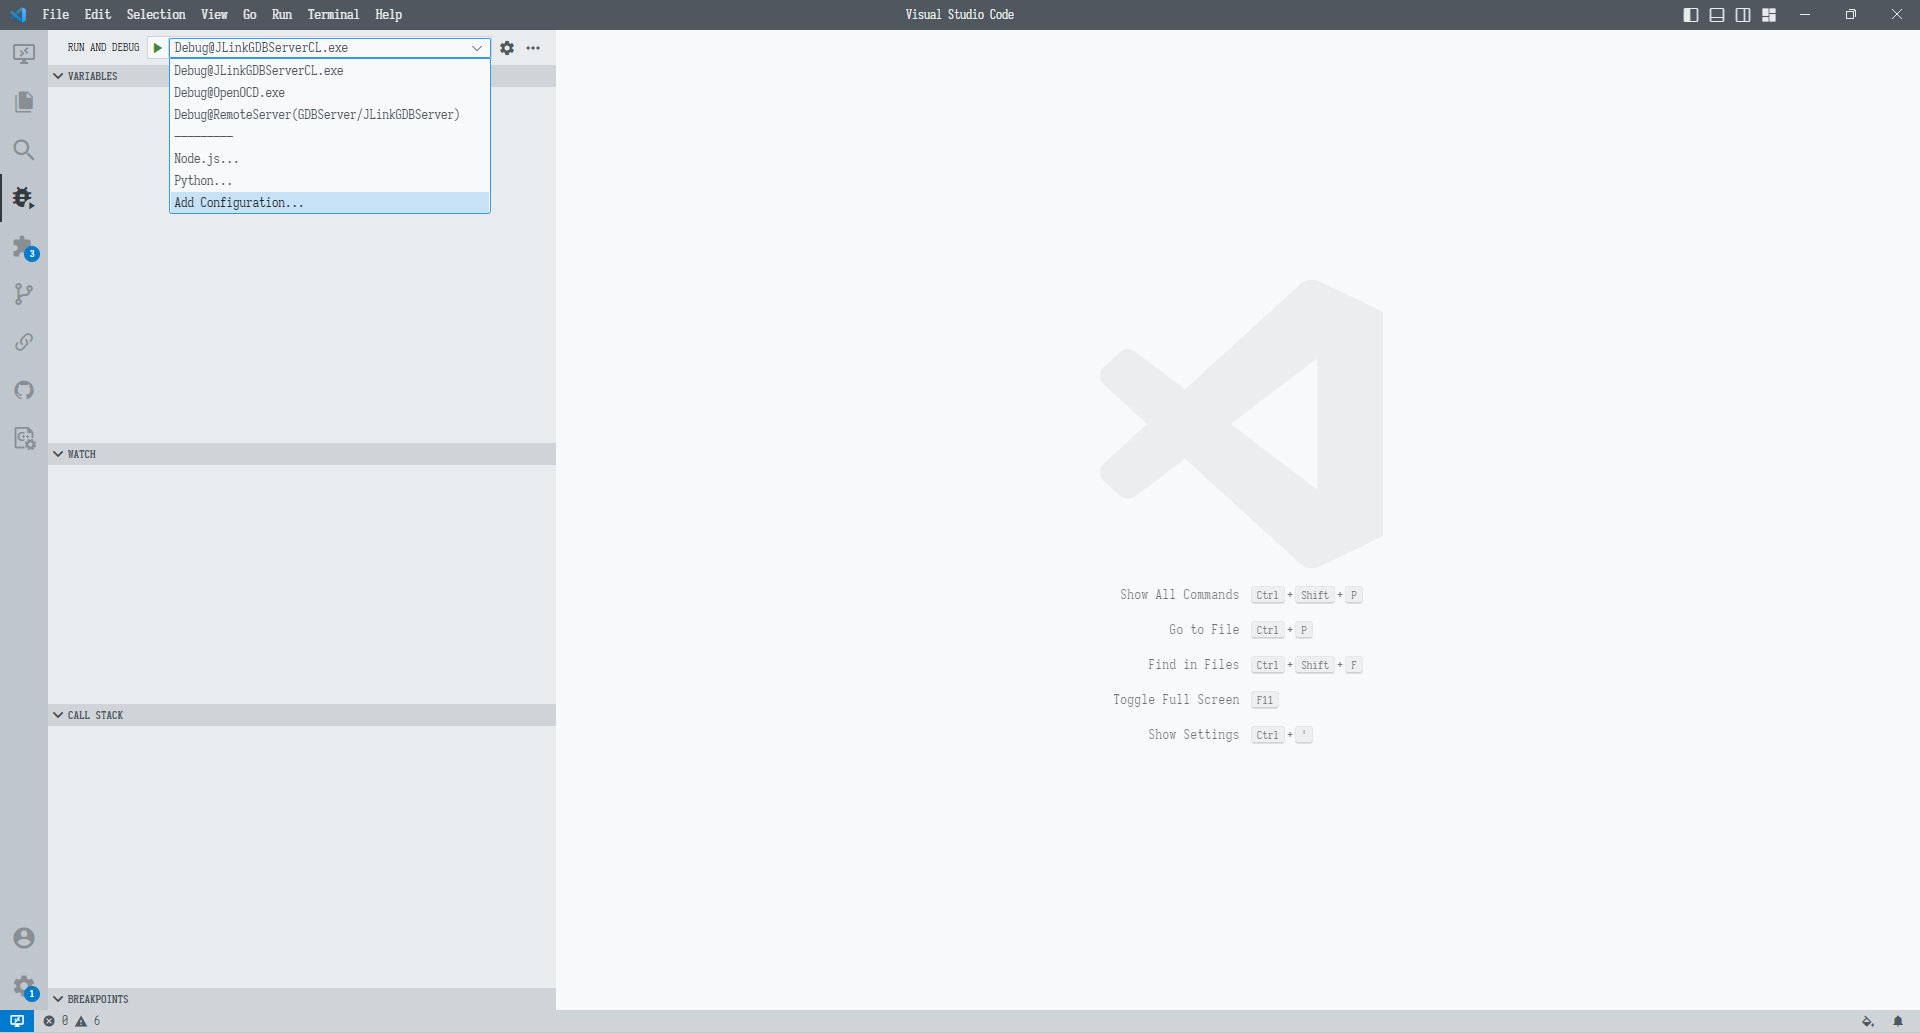 File Edit Selection View Go Run Terminal Help
Visual Studio Code
RUN AND DEBUG
Debug@JLinkGDBServerCL.exe
VARIABLES
Debug@JLinkGDBServerCL.exe
Debug@OpenOCD.exe
Debug@RemoteServer(GDBServer/JLinkGDBServer)
─────────
Node.js...
Python...
Add Configuration...
3
WATCH
Show All Commands Ctrl + Shift + P
Go to File Ctrl + P
Find in Files Ctrl + Shift + F
Toggle Full Screen F11
Show Settings Ctrl + '
CALL STACK
1
BREAKPOINTS
0 6